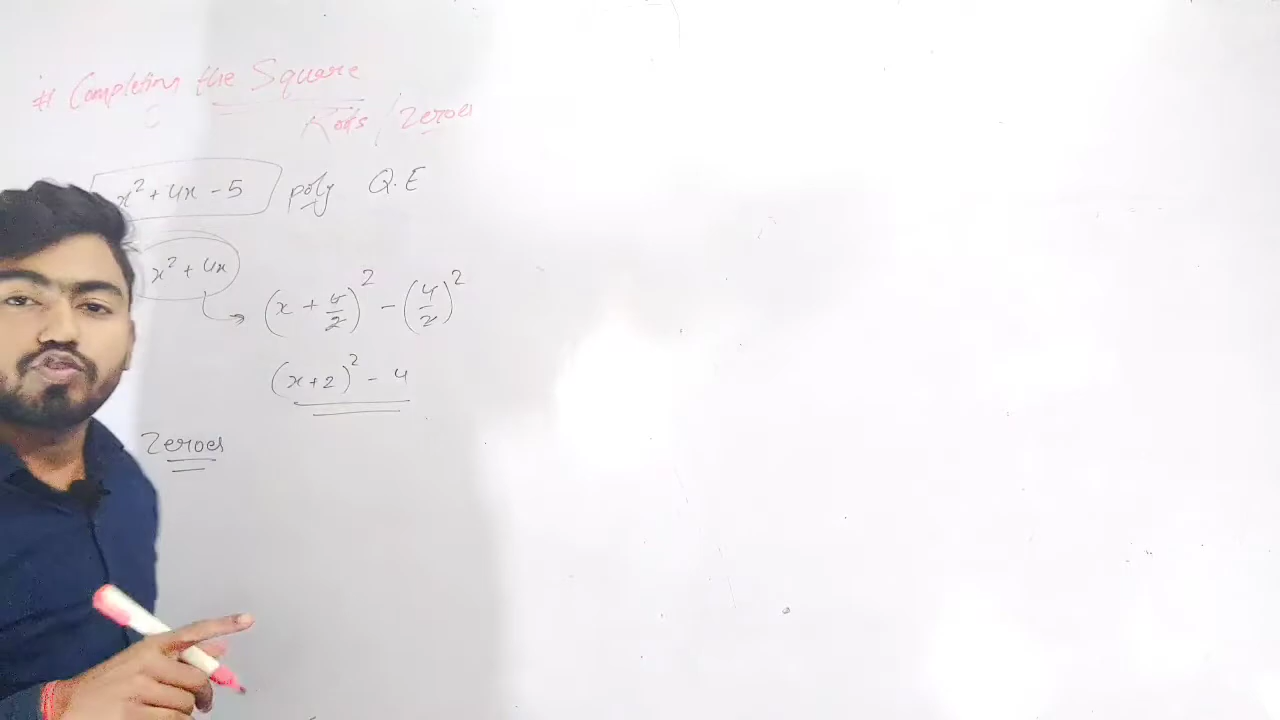 # Completing the Square
Roots / Zeroes
x² + 4x - 5 poly Q.E
x² + 4x
(x + 4/2)² - (4/2)²
(x+2)² - 4
Zeroes